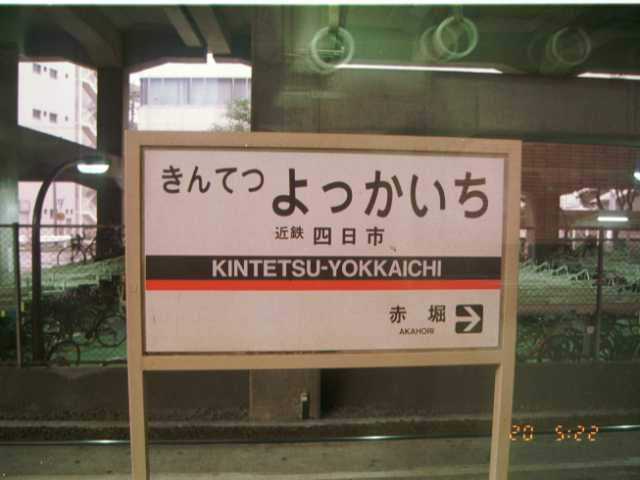 きんてつ よっかいち
近鉄 四日市
KINTETSU-YOKKAICHI
赤堀
AKAHORI
20 5:22